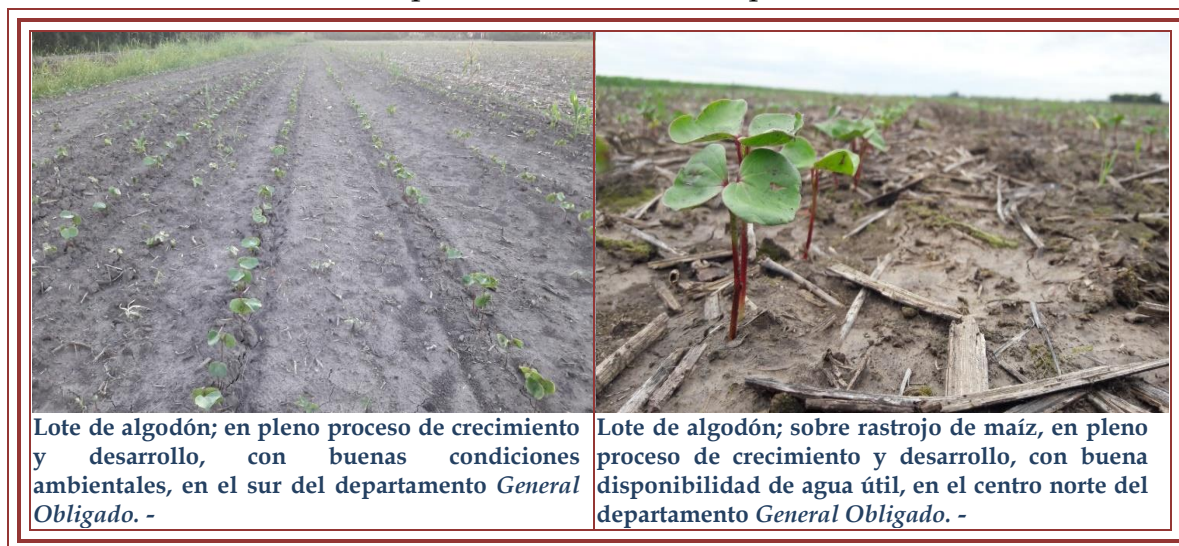 Lote de algodón; en pleno proceso de crecimiento
y desarrollo, con buenas condiciones
ambientales, en el sur del departamento General
Obligado. -
Lote de algodón; sobre rastrojo de maíz, en pleno
proceso de crecimiento y desarrollo, con buena
disponibilidad de agua útil, en el centro norte del
departamento General Obligado. -